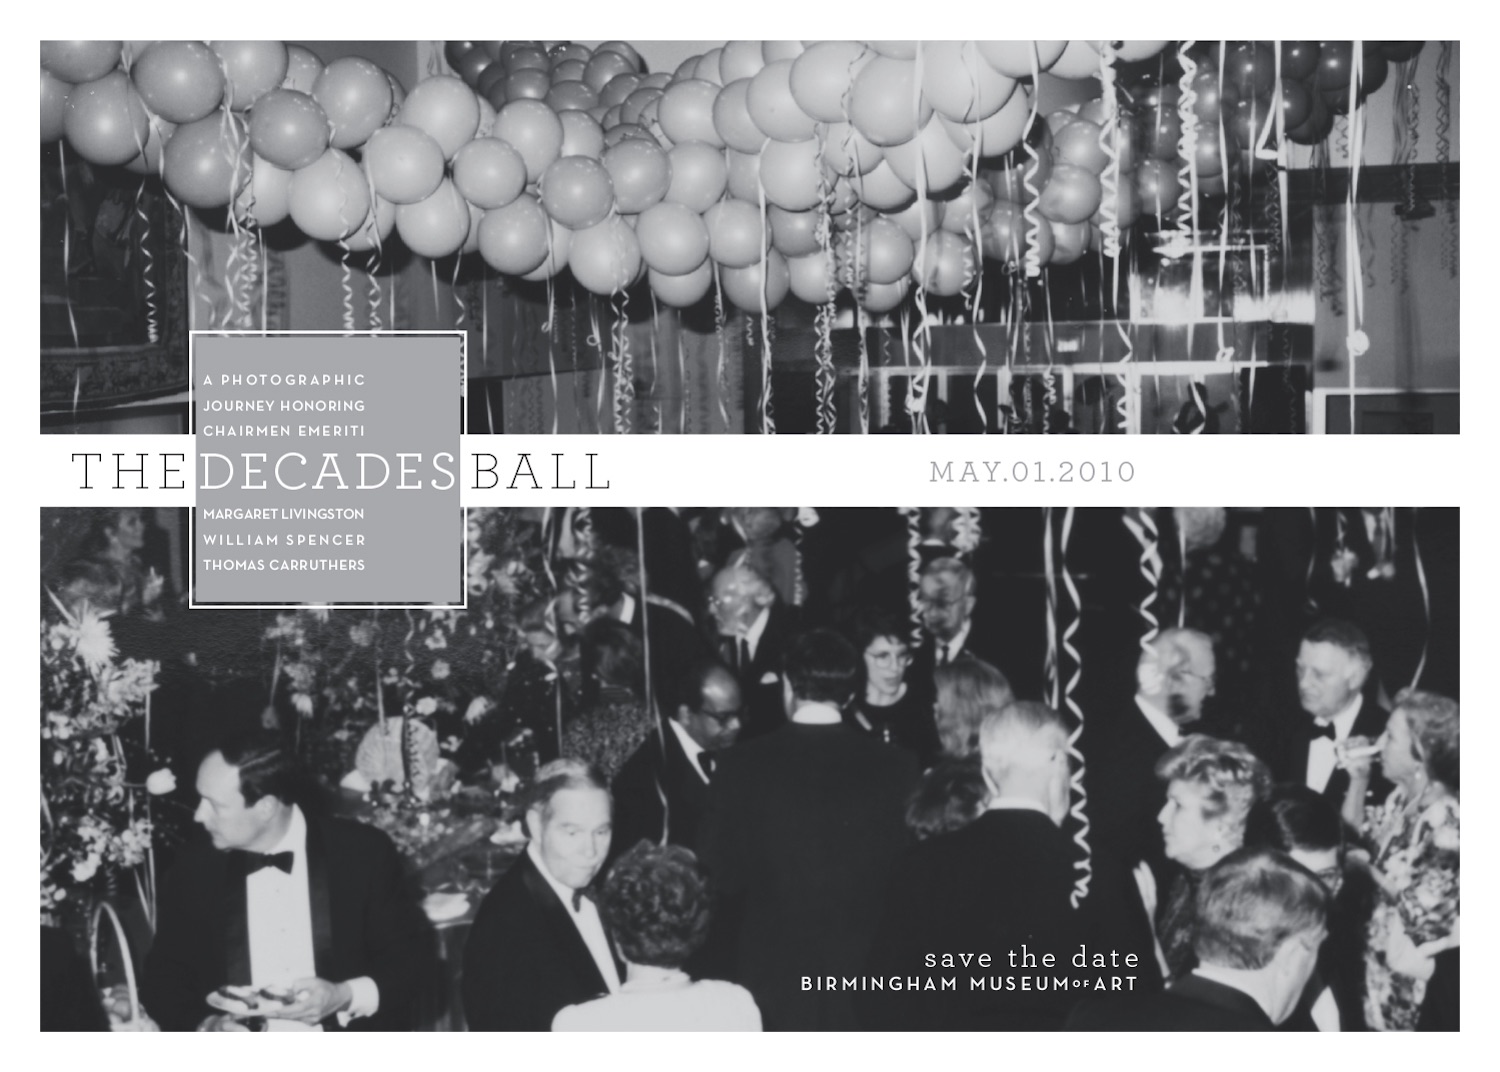 A PHOTOGRAPHIC
JOURNEY HONORING
CHAIRMEN EMERITI
THE DECADES BALL
MAY.01.2010
MARGARET LIVINGSTON
WILLIAM SPENCER
THOMAS CARRUTHERS
save the date
BIRMINGHAM MUSEUM OF ART